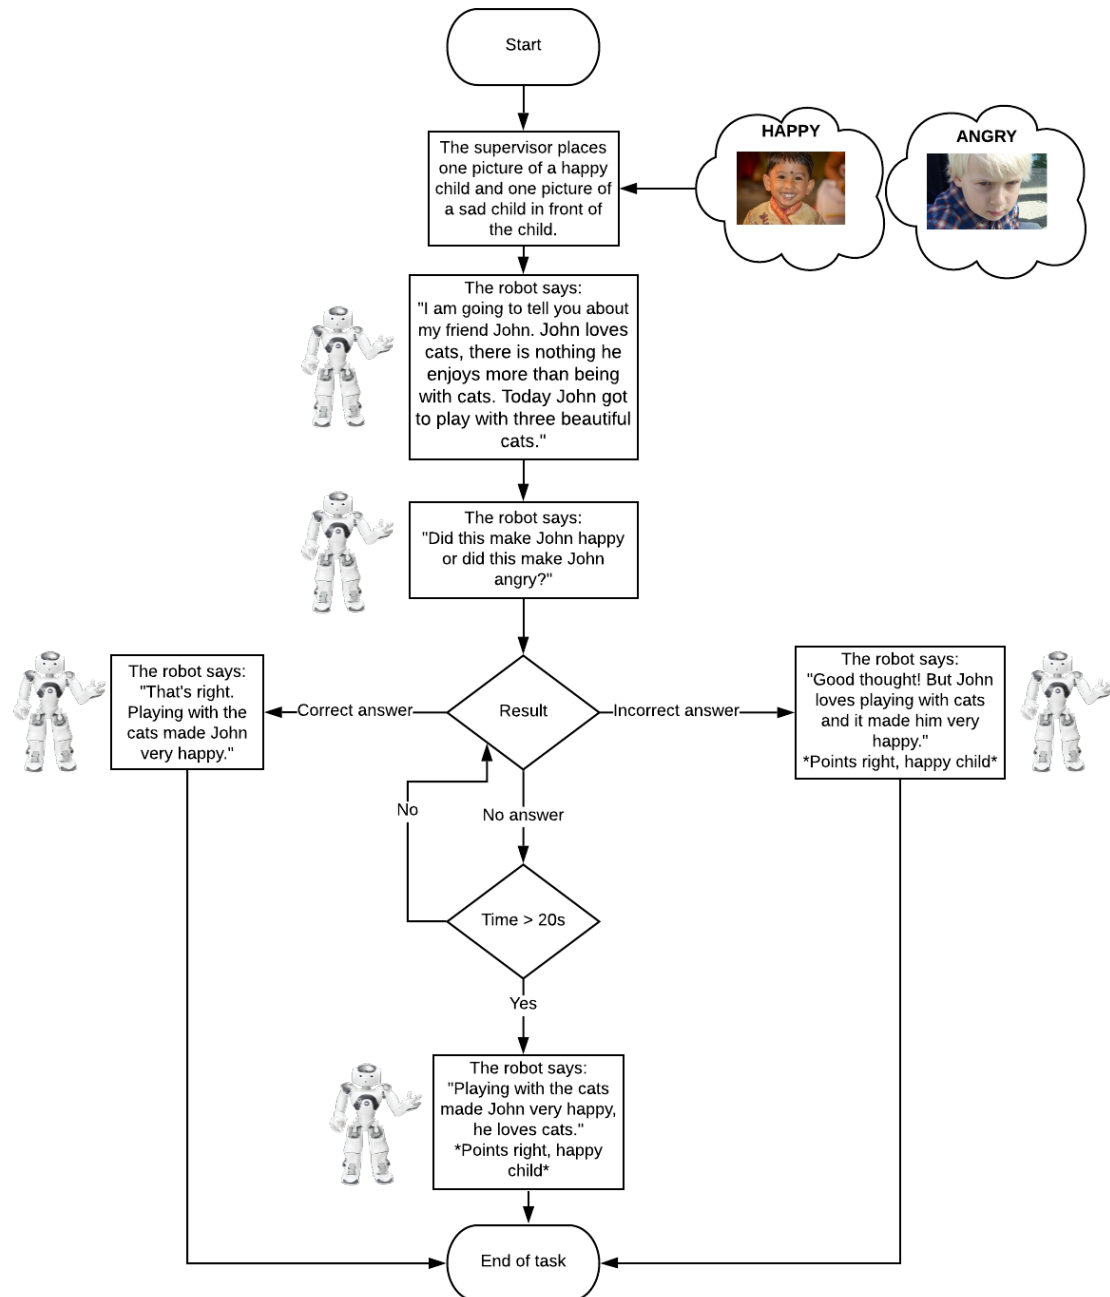 Start
The supervisor places
one picture of a happy
child and one picture of
a sad child in front of
the child.
HAPPY
ANGRY
The robot says:
"I am going to tell you about
my friend John. John loves
cats, there is nothing he
enjoys more than being
with cats. Today John got
to play with three beautiful
cats."
The robot says:
"Did this make John happy
or did this make John
angry?"
Result
Correct answer
The robot says:
"That's right.
Playing with the
cats made John
very happy."
Incorrect answer
The robot says:
"Good thought! But John
loves playing with cats
and it made him very
happy."
*Points right, happy child*
No answer
No
Time > 20s
Yes
The robot says:
"Playing with the cats
made John very happy,
he loves cats."
*Points right, happy
child*
End of task